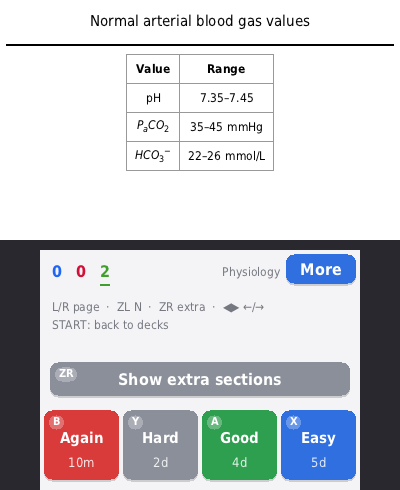 Normal arterial blood gas values
Value Range
pH 7.35–7.45
PaCO2 35–45 mmHg
HCO3− 22–26 mmol/L
0 0 2 Physiology More
L/R page · ZL N · ZR extra · ◀▶ ←/→
START: back to decks
ZR Show extra sections
B Again 10m
Y Hard 2d
A Good 4d
X Easy 5d